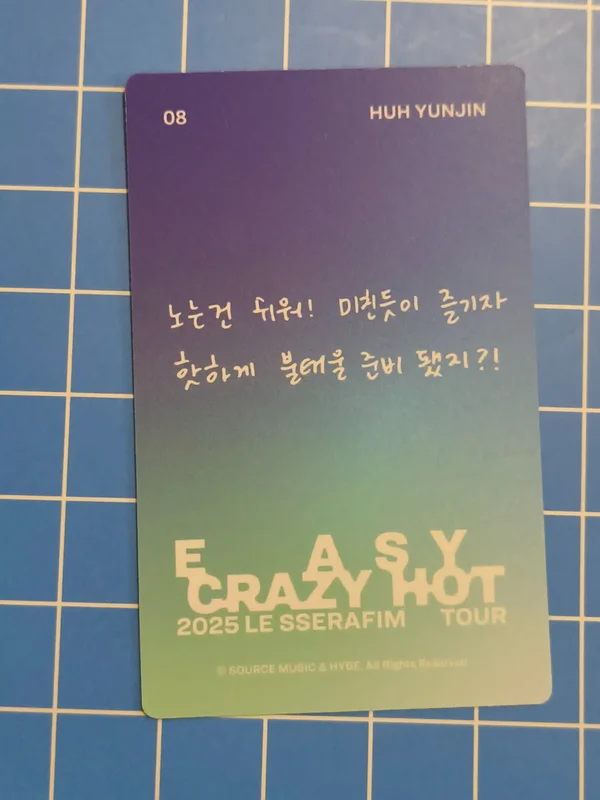 08
HUH YUNJIN
노는건 쉬워! 미친듯이 즐기자
핫하게 불태울 준비 됐지?!
EASY
CRAZY HOT
2025 LE SSERAFIM TOUR
© SOURCE MUSIC & HYBE. All Rights Reserved